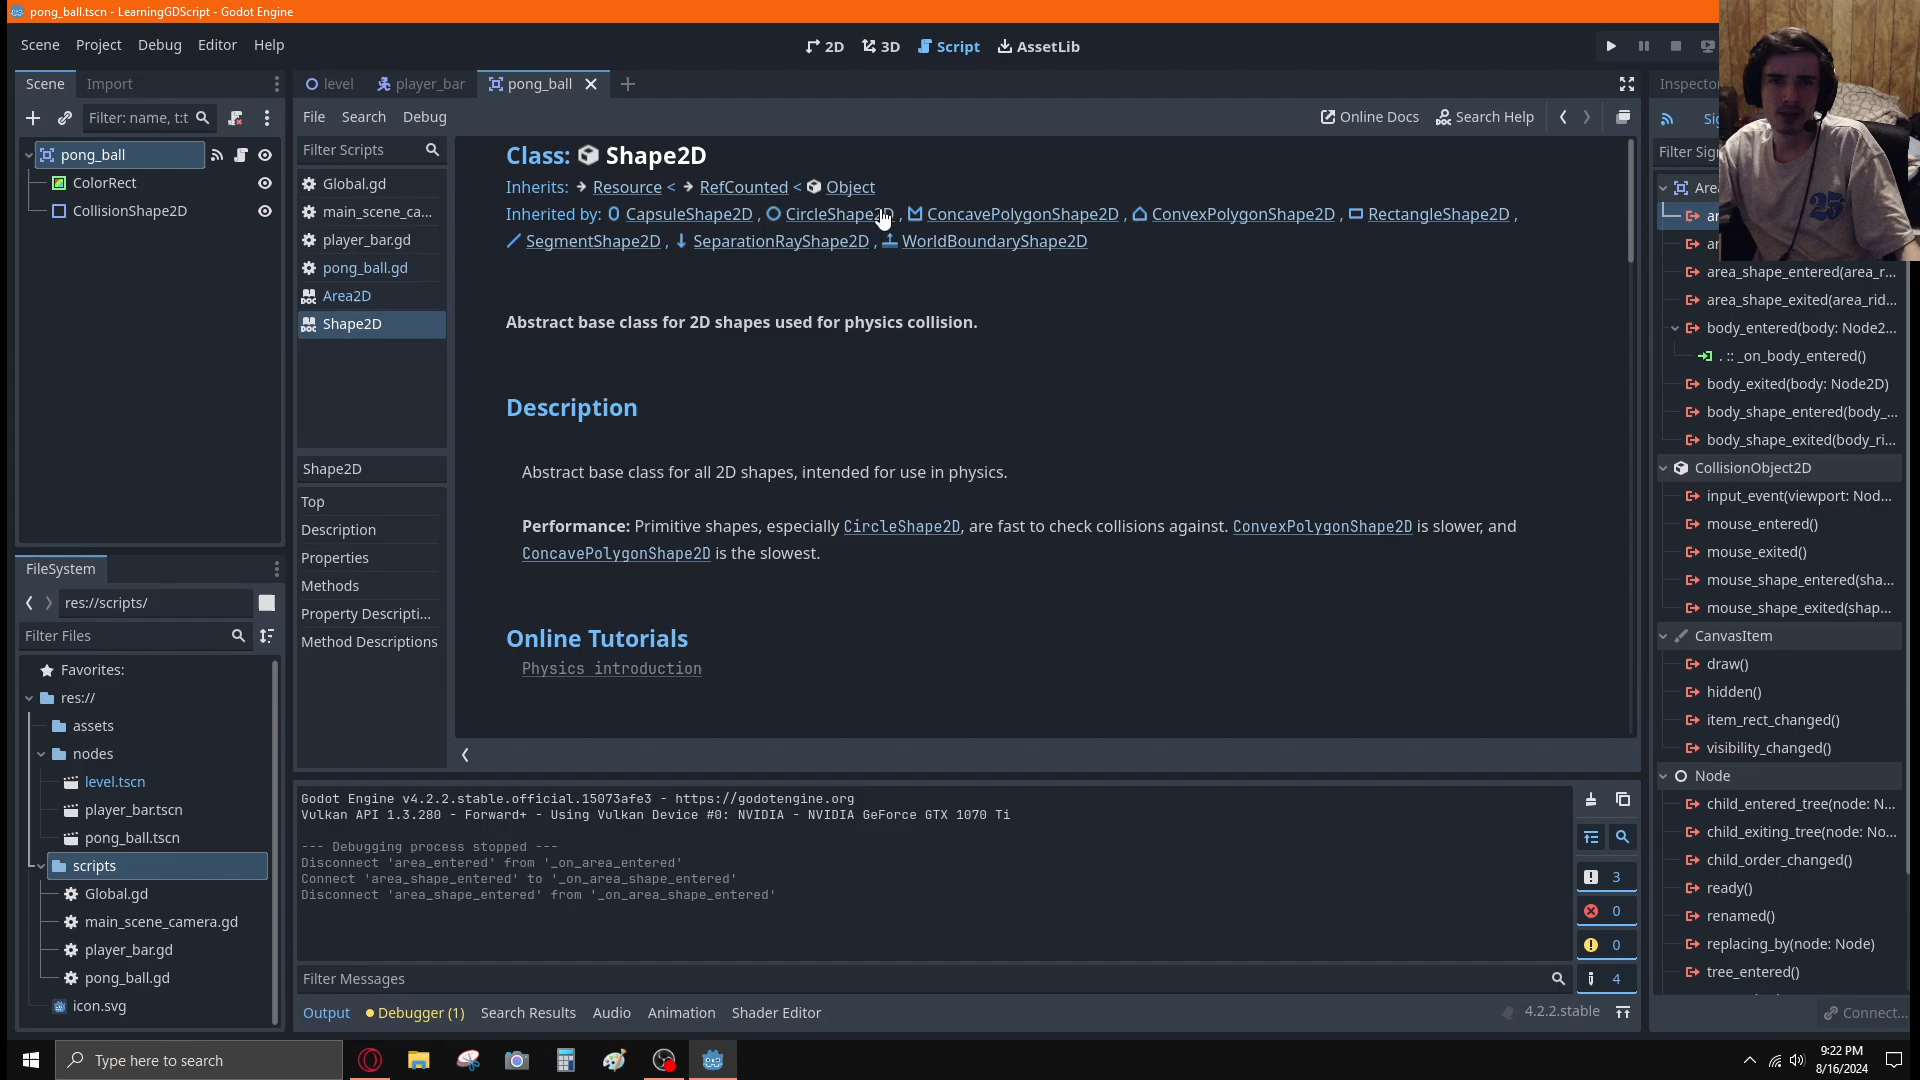 pong_ball.tscn - LearningGDScript - Godot Engine
Scene Project Debug Editor Help
2D 3D Script AssetLib
Scene Import
level player_bar pong_ball
Inspecto
Filter: name, t:t
File Search Debug
Online Docs Search Help
Sig
Filter Scripts
Filter Sign
pong_ball
ColorRect
CollisionShape2D
Global.gd
main_scene_ca...
player_bar.gd
pong_ball.gd
Area2D
Shape2D
Class: Shape2D
Inherits: Resource < RefCounted < Object
Inherited by: CapsuleShape2D , CircleShape2D , ConcavePolygonShape2D , ConvexPolygonShape2D , RectangleShape2D ,
SegmentShape2D , SeparationRayShape2D , WorldBoundaryShape2D
Abstract base class for 2D shapes used for physics collision.
Description
Abstract base class for all 2D shapes, intended for use in physics.
Performance: Primitive shapes, especially CircleShape2D, are fast to check collisions against. ConvexPolygonShape2D is slower, and
ConcavePolygonShape2D is the slowest.
Online Tutorials
Physics introduction
Shape2D
Top
Description
Properties
Methods
Property Descripti...
Method Descriptions
Area
ar
ar
area_shape_entered(area_r...
area_shape_exited(area_rid...
body_entered(body: Node2...
. :: _on_body_entered()
body_exited(body: Node2D)
body_shape_entered(body_...
body_shape_exited(body_ri...
CollisionObject2D
input_event(viewport: Nod...
mouse_entered()
mouse_exited()
mouse_shape_entered(sha...
mouse_shape_exited(shap...
CanvasItem
draw()
hidden()
item_rect_changed()
visibility_changed()
Node
child_entered_tree(node: N...
child_exiting_tree(node: No...
child_order_changed()
ready()
renamed()
replacing_by(node: Node)
tree_entered()
Connect...
FileSystem
res://scripts/
Filter Files
Favorites:
res://
assets
nodes
level.tscn
player_bar.tscn
pong_ball.tscn
scripts
Global.gd
main_scene_camera.gd
player_bar.gd
pong_ball.gd
icon.svg
Godot Engine v4.2.2.stable.official.15073afe3 - https://godotengine.org
Vulkan API 1.3.280 - Forward+ - Using Vulkan Device #0: NVIDIA - NVIDIA GeForce GTX 1070 Ti
--- Debugging process stopped ---
Disconnect 'area_entered' from '_on_area_entered'
Connect 'area_shape_entered' to '_on_area_shape_entered'
Disconnect 'area_shape_entered' from '_on_area_shape_entered'
3
0
0
4
Filter Messages
Output Debugger (1) Search Results Audio Animation Shader Editor
4.2.2.stable
Type here to search
9:22 PM
8/16/2024
25